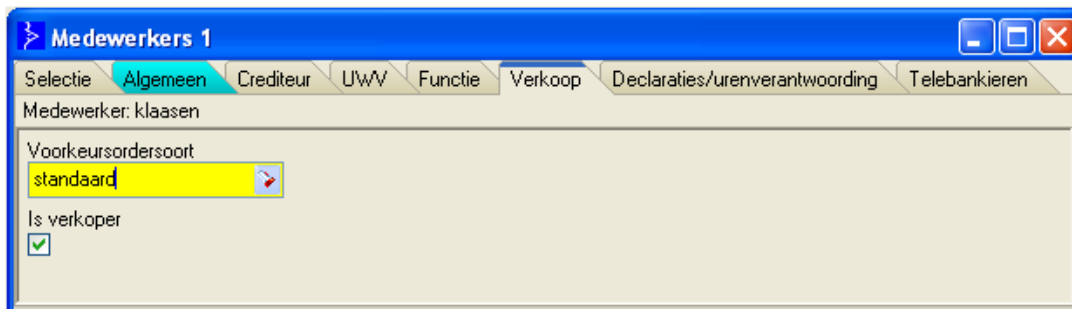 Medewerkers 1
Selectie Algemeen Crediteur UWV Functie Verkoop Declaraties/urenverantwoording Telebankieren
Medewerker: klaasen
Voorkeursordersoort
standaard
Is verkoper